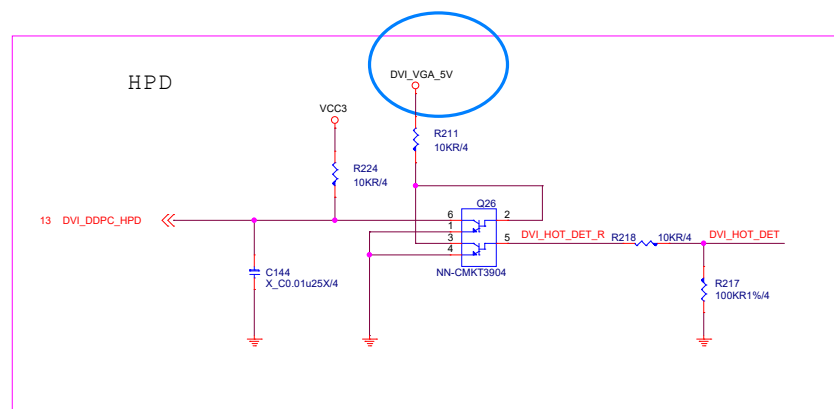 HPD
DVI_VGA_5V
VCC3
R211
10KR/4
R224
10KR/4
Q26
13 DVI_DDPC_HPD
6
1
3
4
2
5
NN-CMKT3904
DVI_HOT_DET_R
R218
10KR/4
DVI_HOT_DET
C144
X_C0.01u25X/4
R217
100KR1%/4